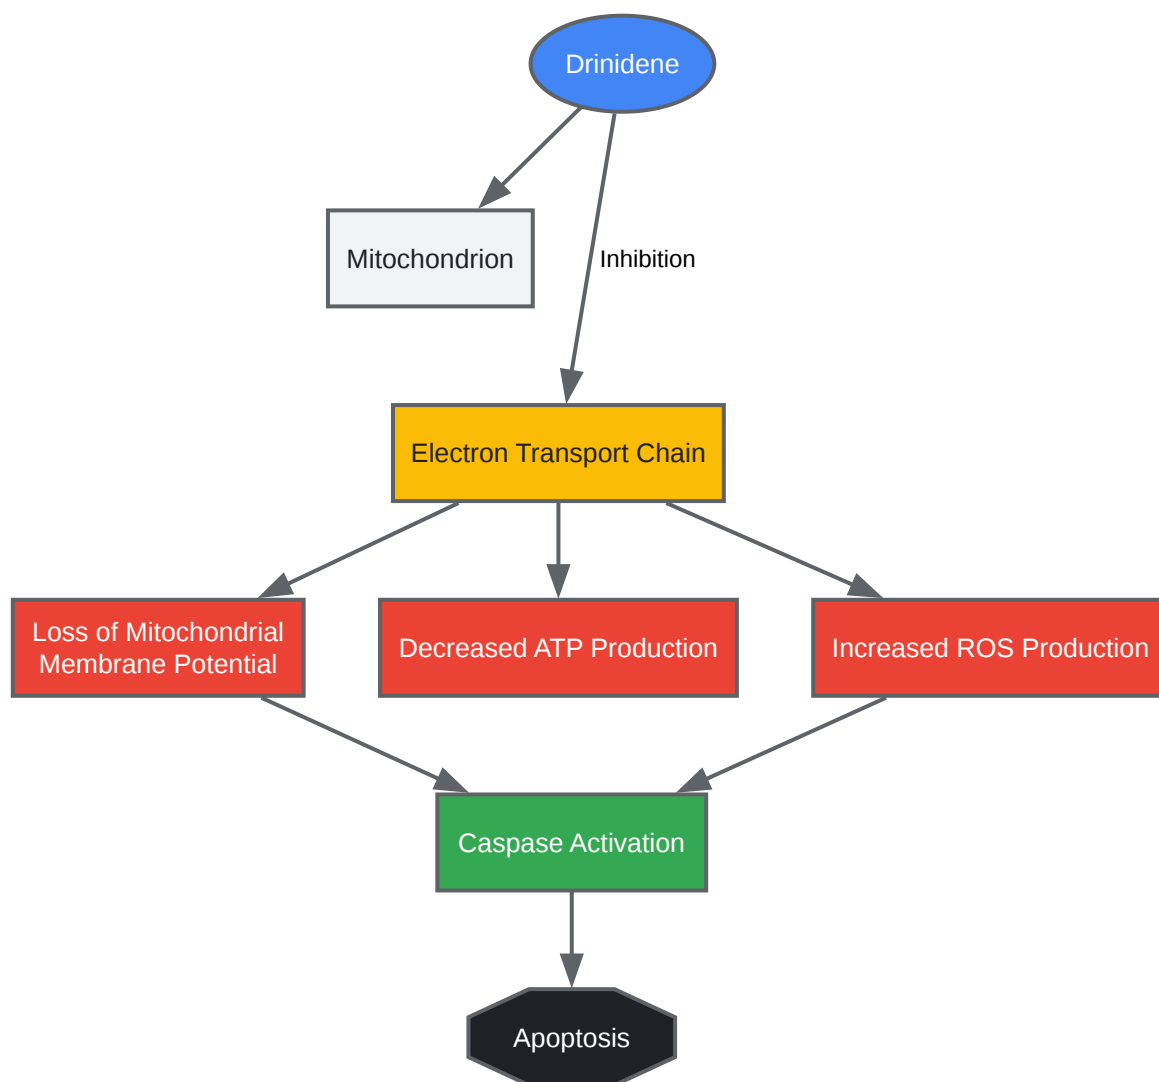 Drinidene
Mitochondrion
Inhibition
Electron Transport Chain
Loss of Mitochondrial
Membrane Potential
Decreased ATP Production
Increased ROS Production
Caspase Activation
Apoptosis